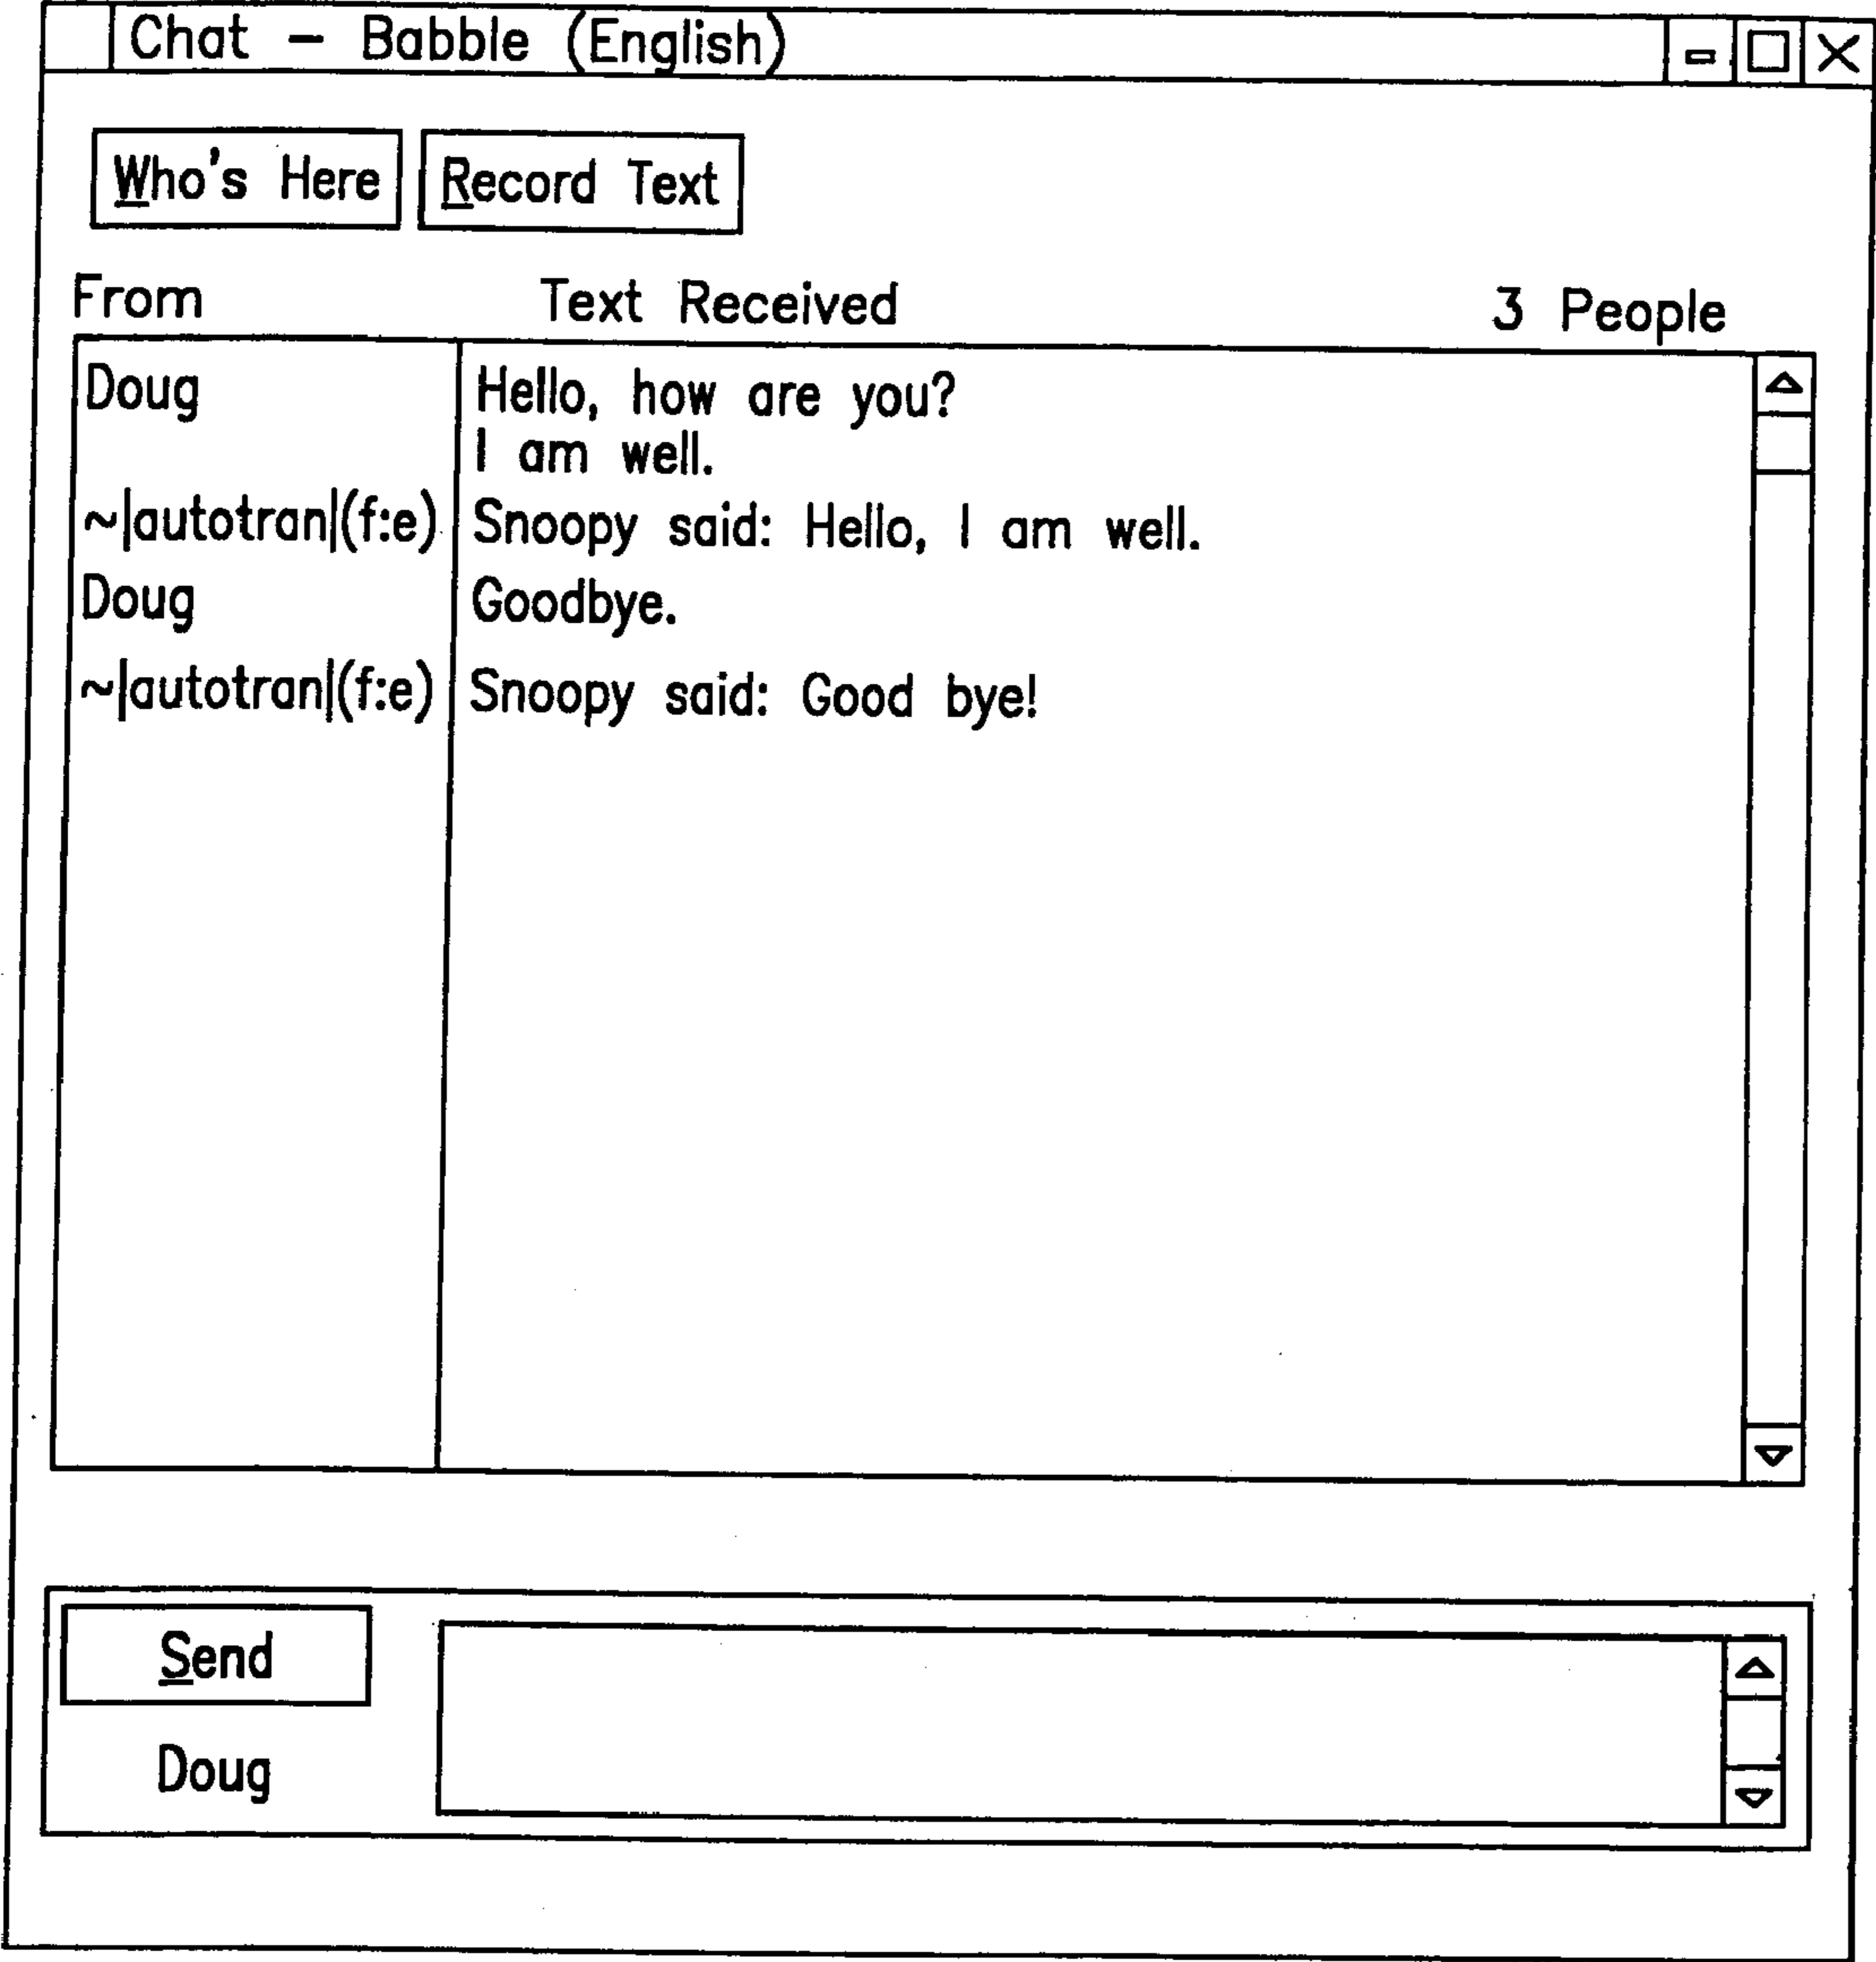 Chat - Babble (English)
Who's Here Record Text
From Text Received 3 People
Doug Hello, how are you?
I am well.
~|autotran|(f:e) Snoopy said: Hello, I am well.
Doug Goodbye.
~|autotran|(f:e) Snoopy said: Good bye!
Send
Doug